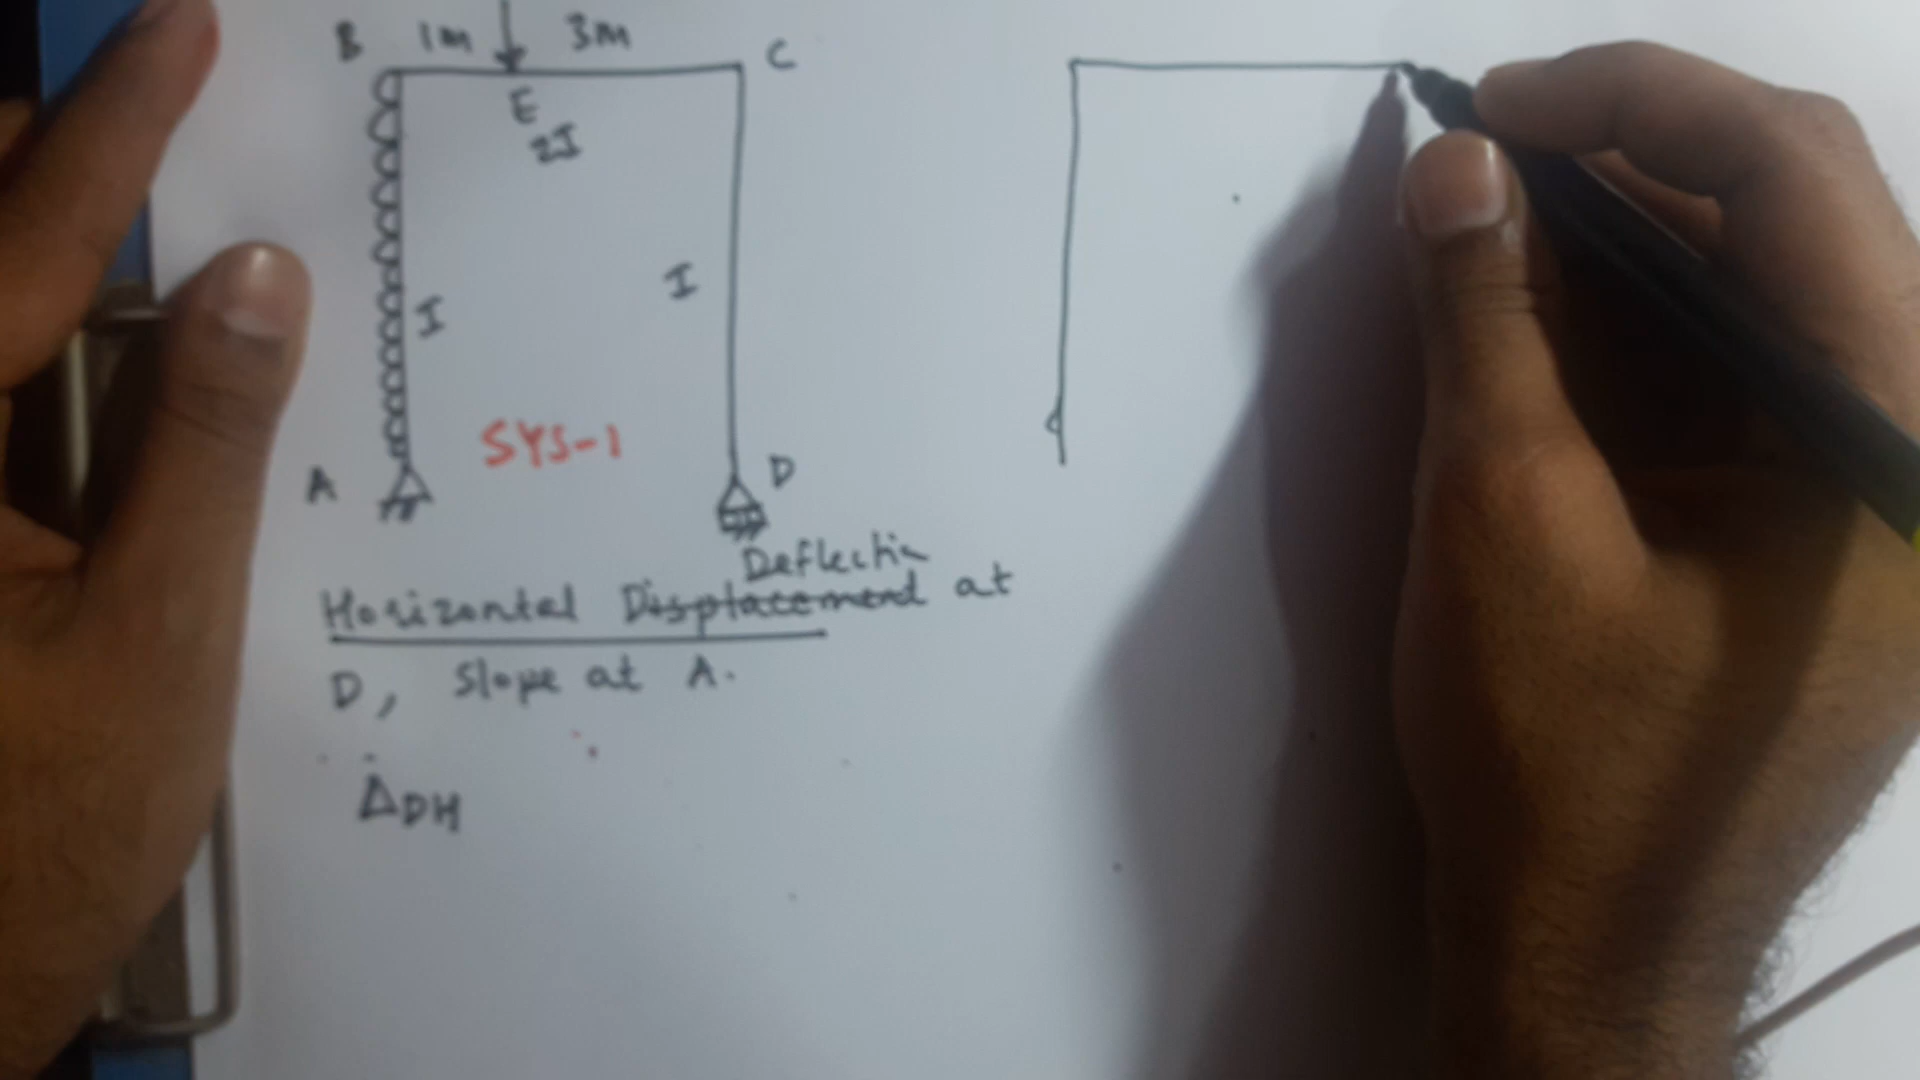 B 1m 3m C
E
2I
I
I
SYS-1
A D
Deflectin
Horizontal Displacement at
D, Slope at A.
ΔDH